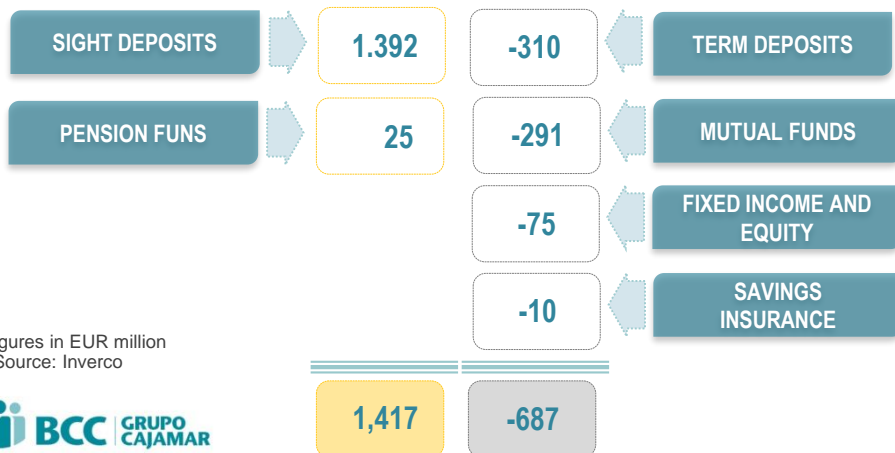 SIGHT DEPOSITS
1.392
-310
TERM DEPOSITS
PENSION FUNS
25
-291
MUTUAL FUNDS
-75
FIXED INCOME AND
EQUITY
-10
SAVINGS
INSURANCE
gures in EUR million
Source: Inverco
1,417
-687
BCC GRUPO
CAJAMAR